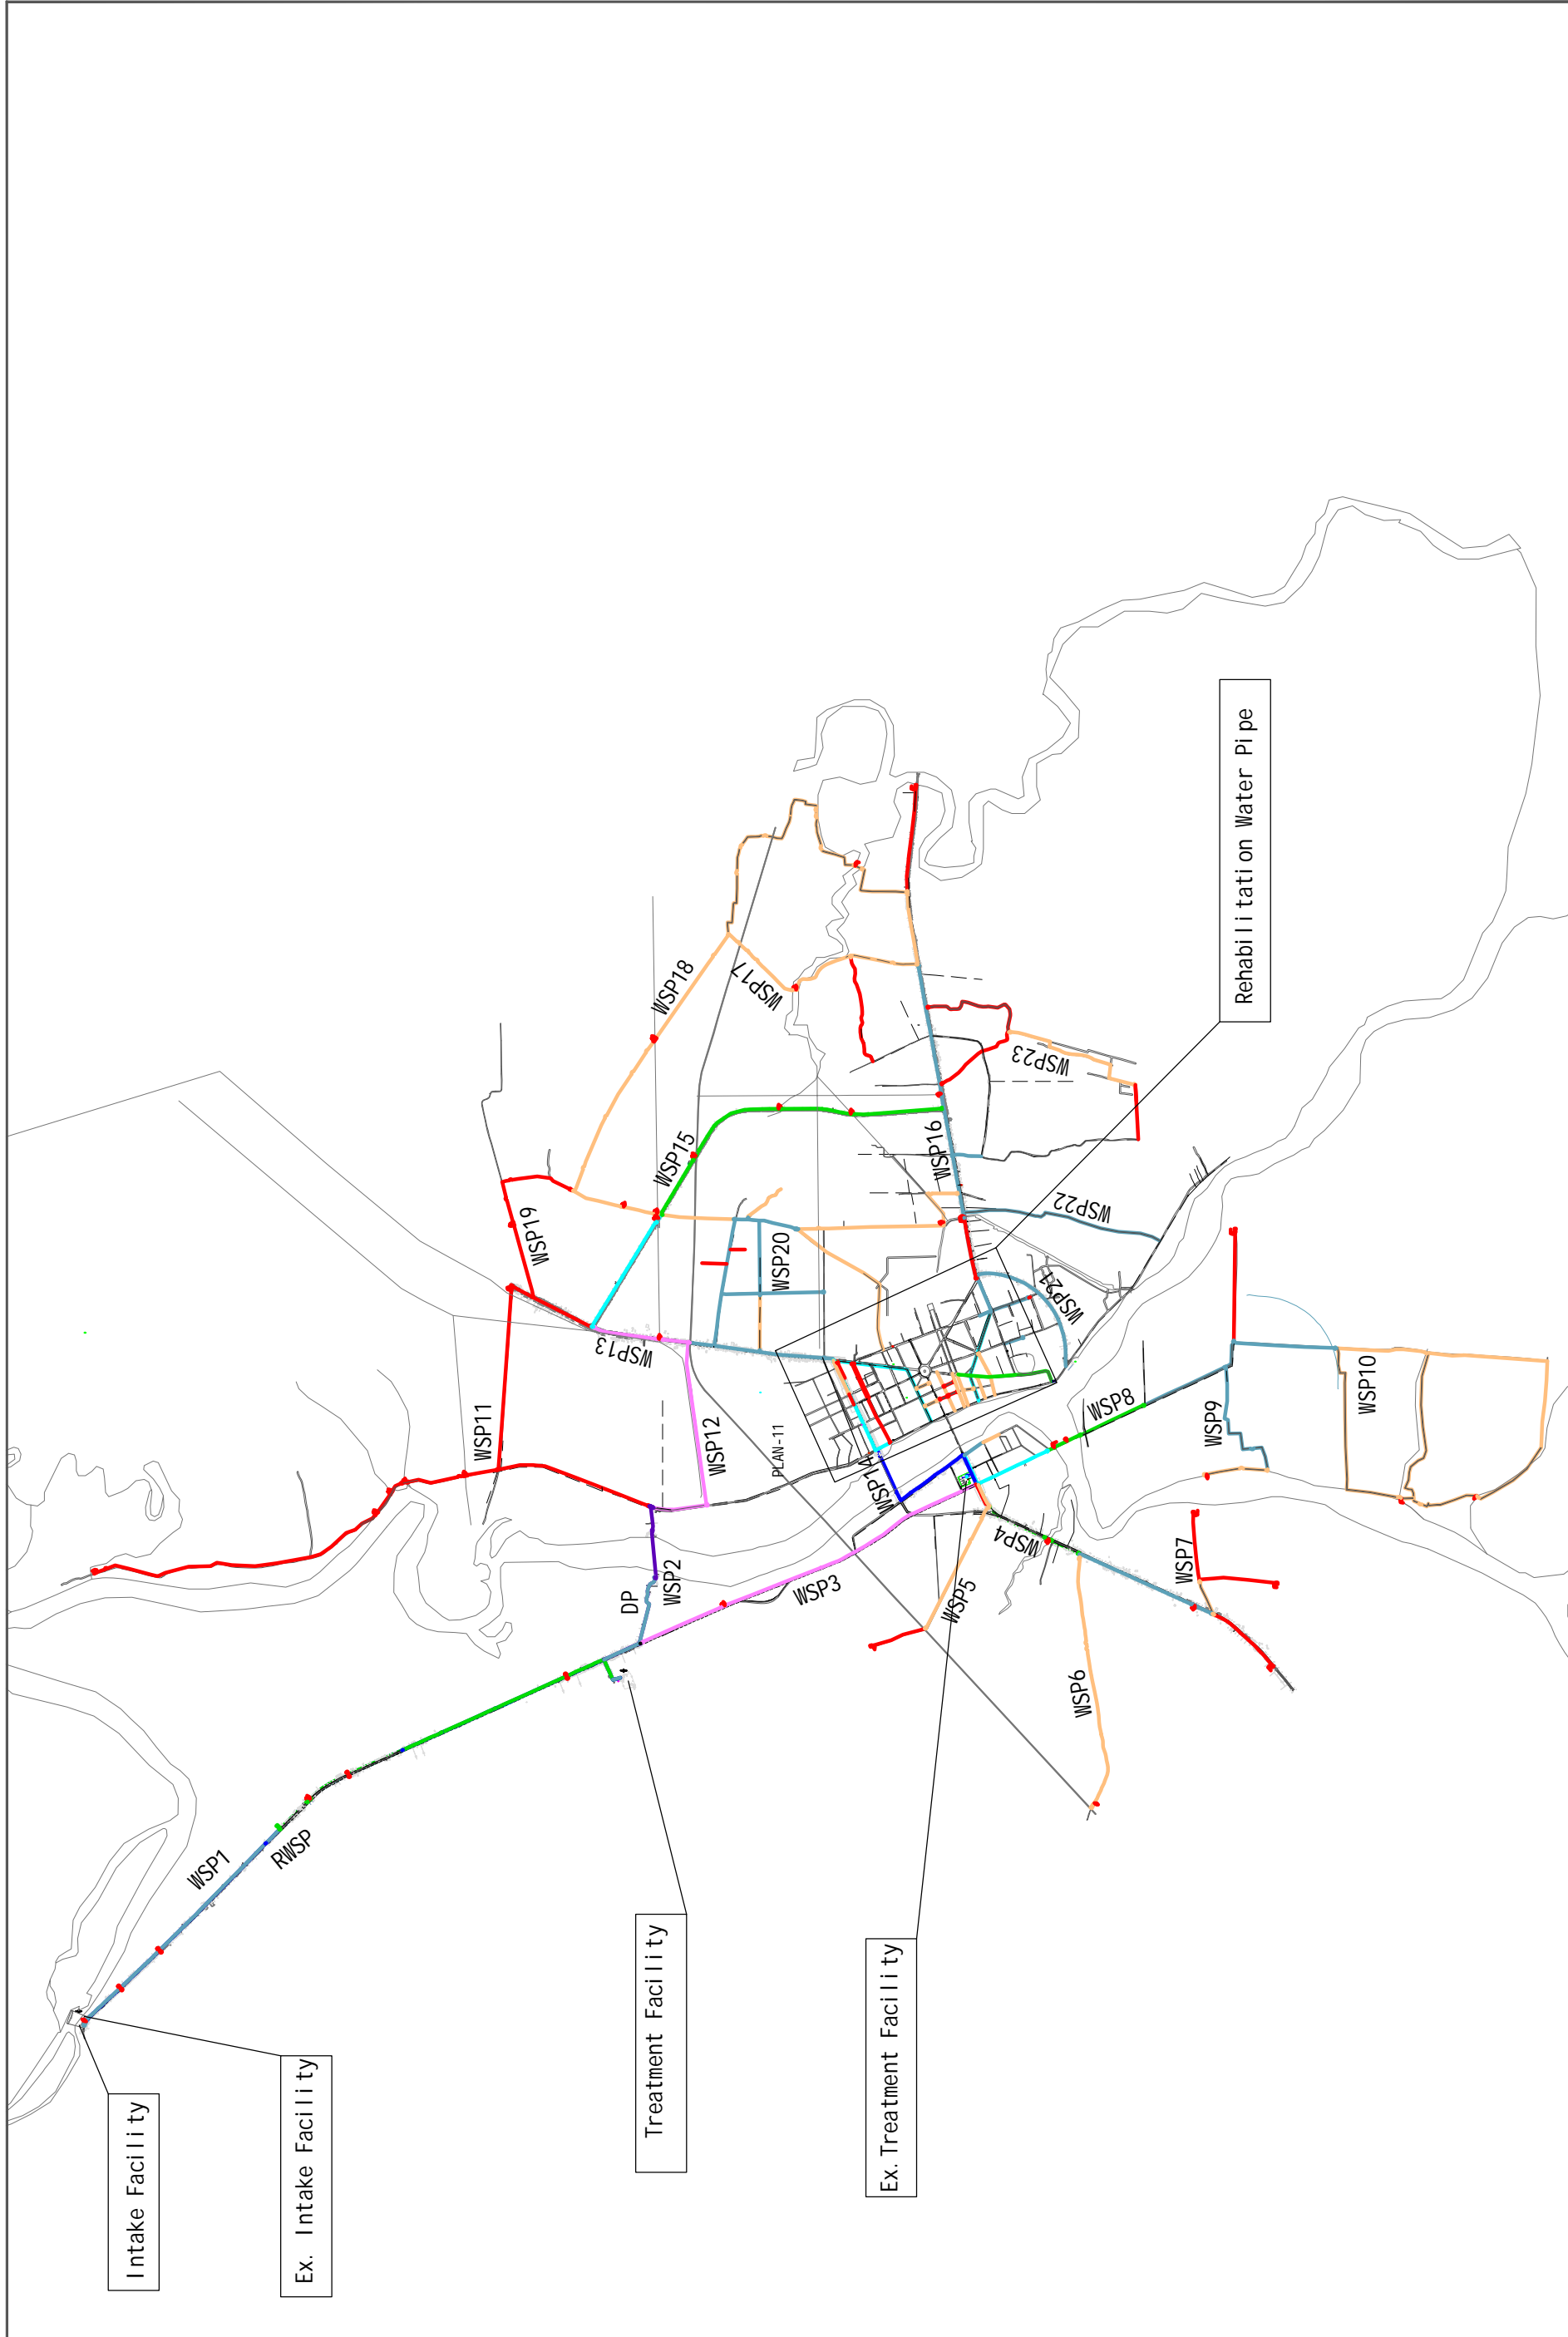 Intake Facility
Ex. Intake Facility
Treatment Facility
Ex. Treatment Facility
Rehabilitation Water Pipe
WSP1
RWSP
DP
WSP2
WSP3
WSP4
WSP5
WSP6
WSP7
WSP8
WSP9
WSP10
WSP11
WSP12
WSP13
WSP14
PLAN-11
WSP15
WSP16
WSP17
WSP18
WSP19
WSP20
WSP21
WSP22
WSP23